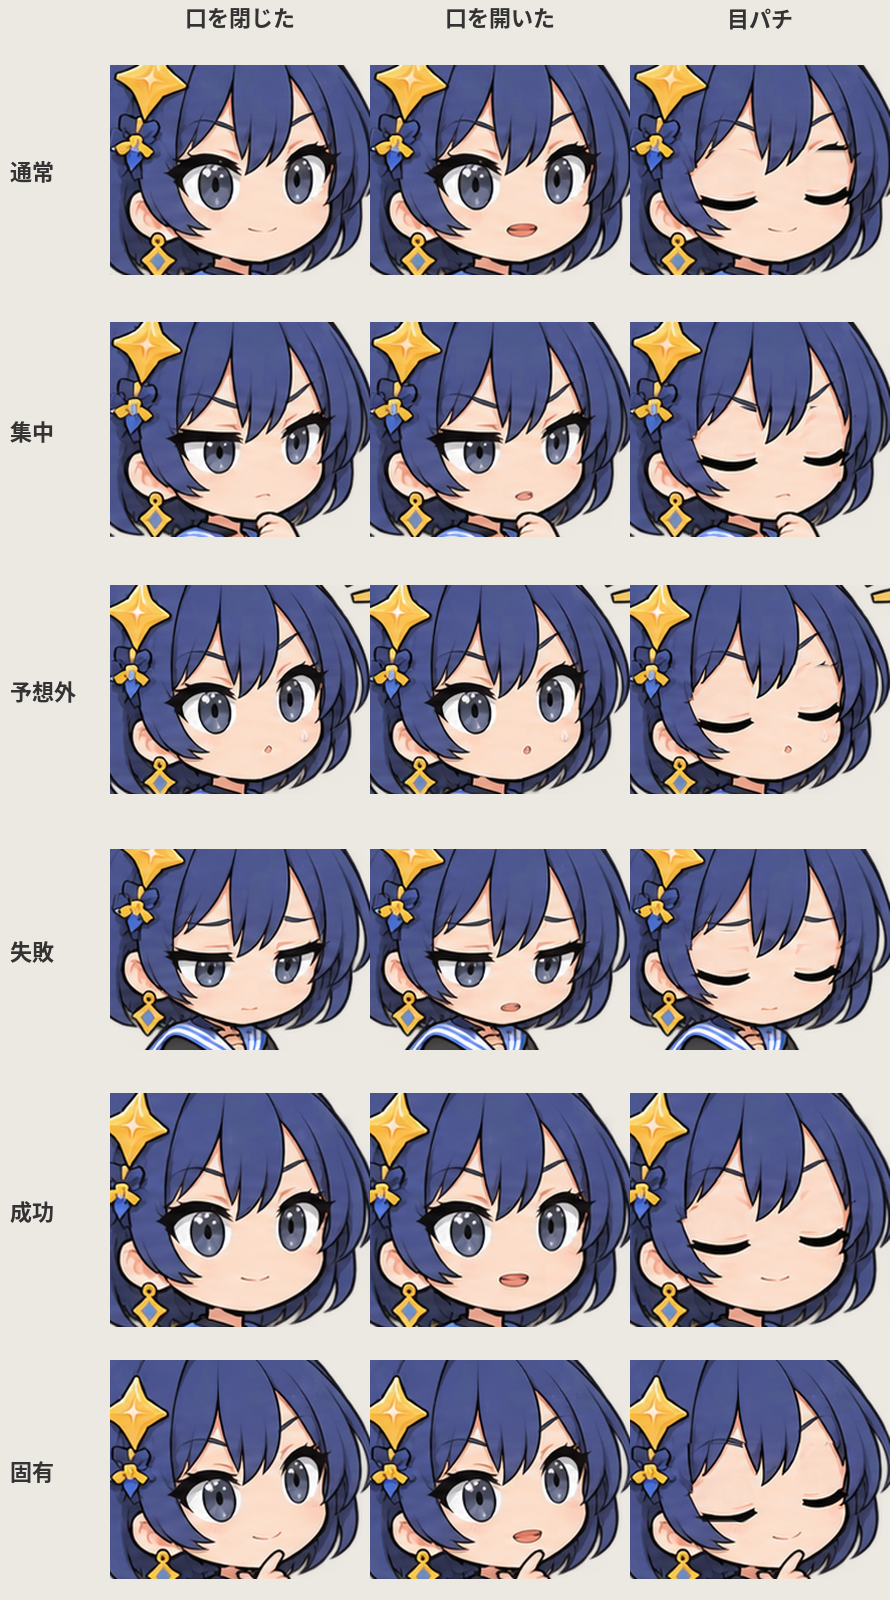 口を閉じた
口を開いた
目パチ
通常
集中
予想外
失敗
成功
固有